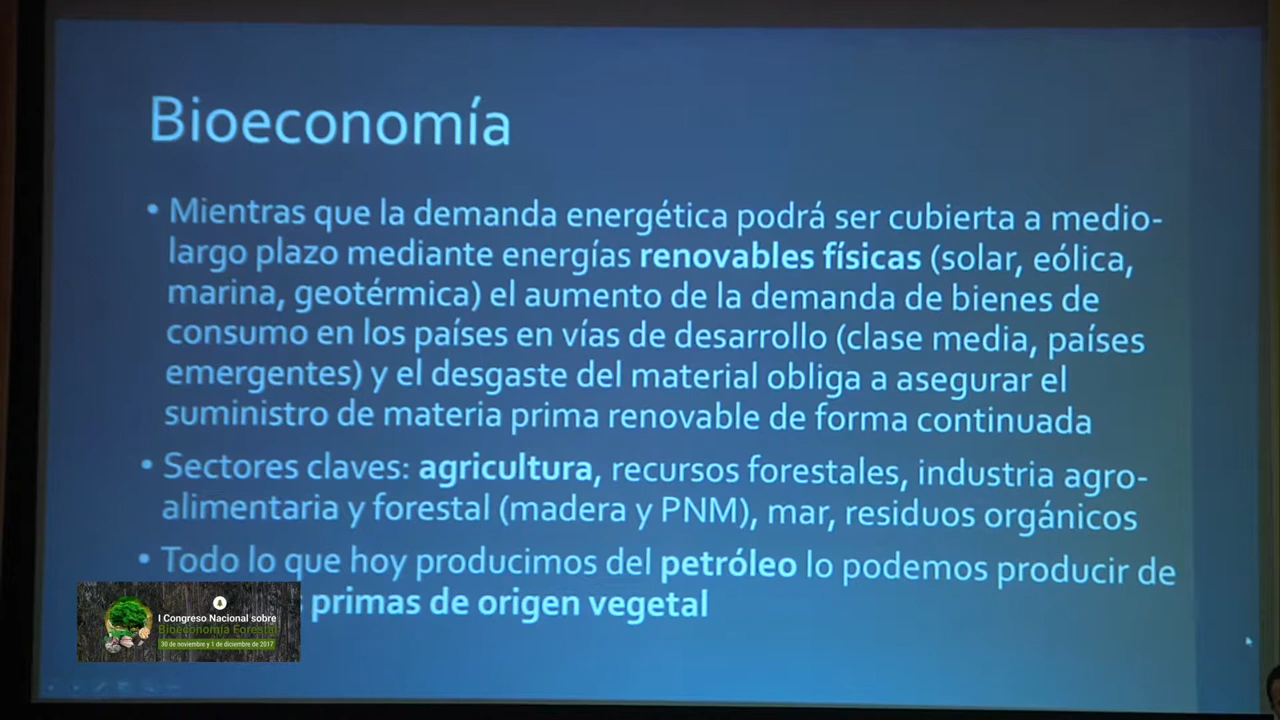 Bioeconomía
• Mientras que la demanda energética podrá ser cubierta a medio-
largo plazo mediante energías renovables físicas (solar, eólica,
marina, geotérmica) el aumento de la demanda de bienes de
consumo en los países en vías de desarrollo (clase media, países
emergentes) y el desgaste del material obliga a asegurar el
suministro de materia prima renovable de forma continuada
• Sectores claves: agricultura, recursos forestales, industria agro-
alimentaria y forestal (madera y PNM), mar, residuos orgánicos
• Todo lo que hoy producimos del petróleo lo podemos producir de
primas de origen vegetal
I Congreso Nacional sobre
Bioeconomía Forestal
30 de noviembre y 1 de diciembre de 2017